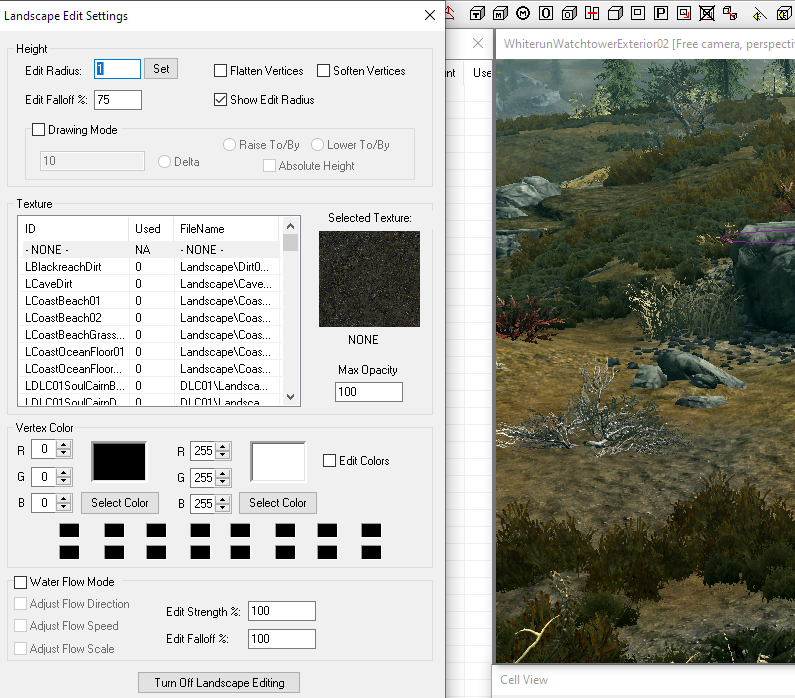 Landscape Edit Settings
Height
Edit Radius: 1 Set Flatten Vertices Soften Vertices
Edit Falloff %: 75 Show Edit Radius
Drawing Mode
Raise To/By Lower To/By
10 Delta
Absolute Height
Texture
ID Used FileName
- NONE - NA - NONE -
LBlackreachDirt 0 Landscape\Dirt0...
LCaveDirt 0 Landscape\Cave...
LCoastBeach01 0 Landscape\Coas...
LCoastBeach02 0 Landscape\Coas...
LCoastBeachGrass... 0 Landscape\Coas...
LCoastOceanFloor01 0 Landscape\Coas...
LCoastOceanFloor... 0 Landscape\Coas...
LDLC01SoulCairnB... 0 DLC01\Landsca...
LDLC01SoulCairnD... 0 DLC01\Landsca...
Selected Texture:
NONE
Max Opacity
100
Vertex Color
R 0 R 255
G 0 G 255 Edit Colors
B 0 Select Color B 255 Select Color
Water Flow Mode
Adjust Flow Direction
Adjust Flow Speed
Adjust Flow Scale
Edit Strength %: 100
Edit Falloff %: 100
Turn Off Landscape Editing
T M M O O P
WhiterunWatchtowerExterior02 [Free camera, perspectiv
nt Use
Cell View